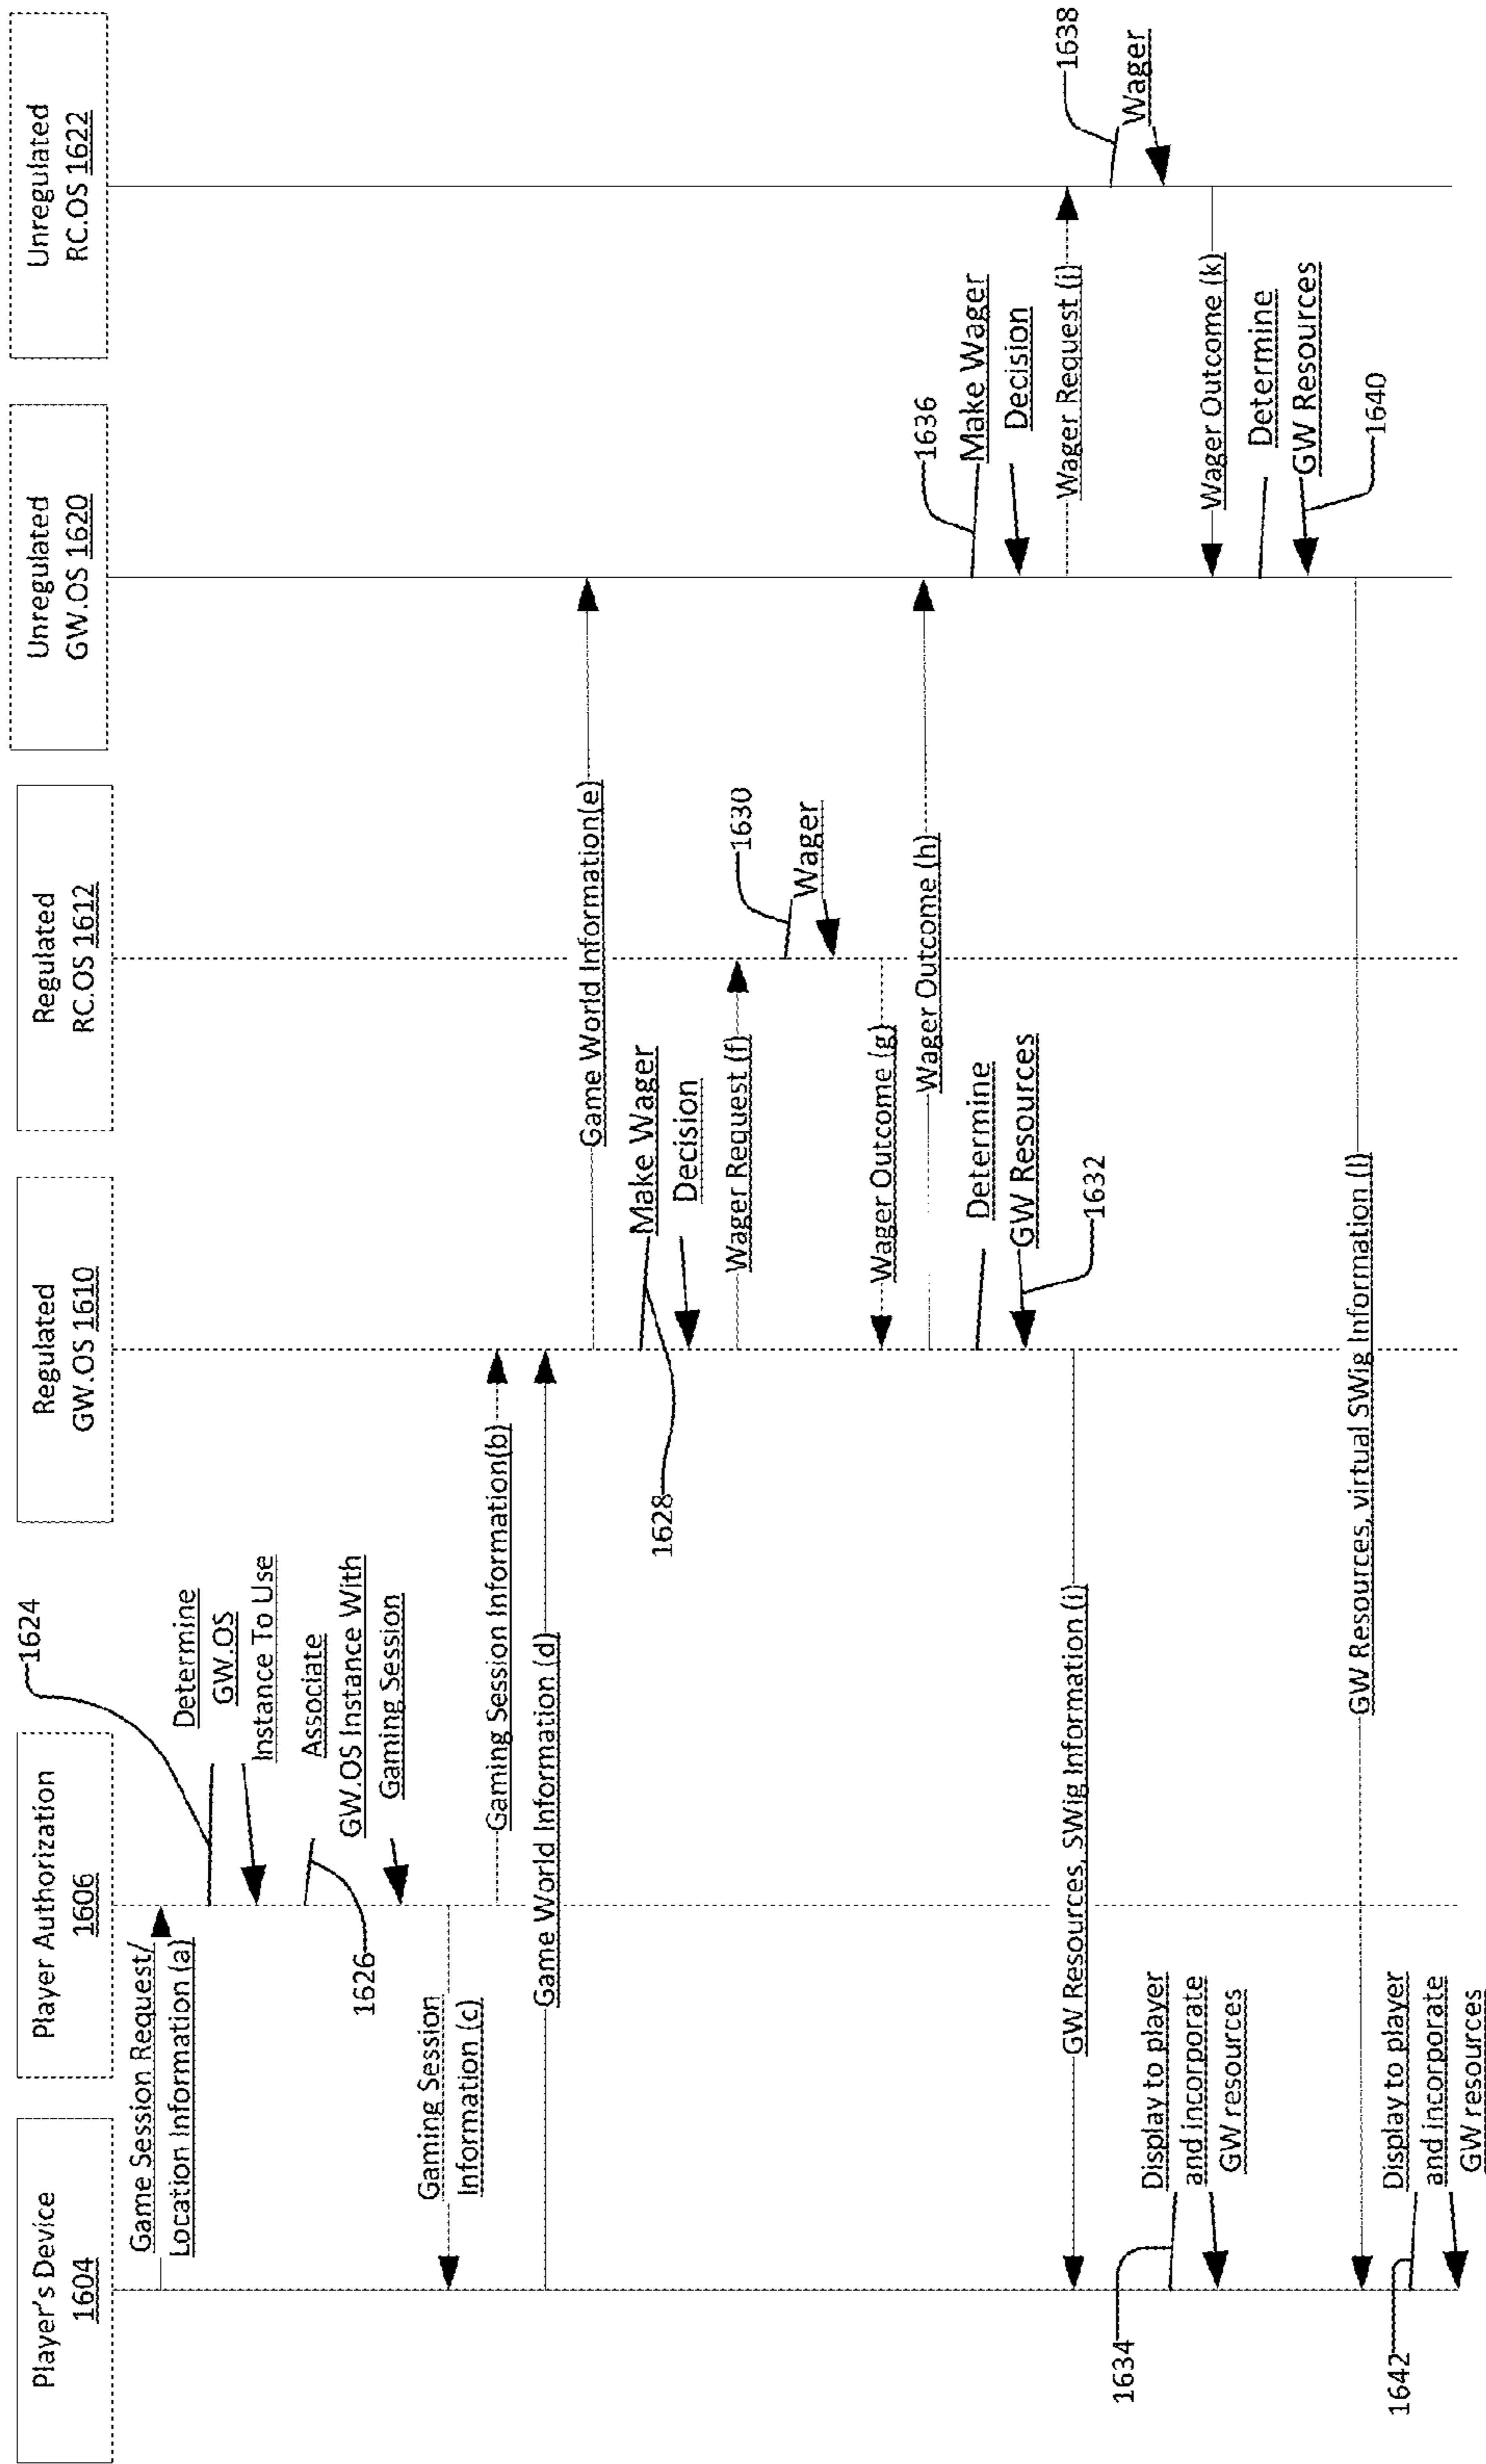 Player's Device
1604
Player Authorization
1606
Regulated
GW.OS 1610
Regulated
RC.OS 1612
Unregulated
GW.OS 1620
Unregulated
RC.OS 1622
Game Session Request/
Location Information (a)
1624
Determine
GW.OS
Instance To Use
1626
Associate
GW.OS Instance With
Gaming Session
Gaming Session
Information (c)
Gaming Session Information(b)
Game World Information (d)
Game World Information(e)
1628
Make Wager
Decision
Wager Request (f)
1630
Wager
Wager Outcome (g)
Wager Outcome (h)
Determine
GW Resources
1632
1636
Make Wager
Decision
GW Resources, SWig Information (i)
Wager Request (j)
1638
Wager
1634
Display to player
and incorporate
GW resources
Wager Outcome (k)
Determine
GW Resources
1640
GW Resources, virtual SWig Information (l)
1642
Display to player
and incorporate
GW resources